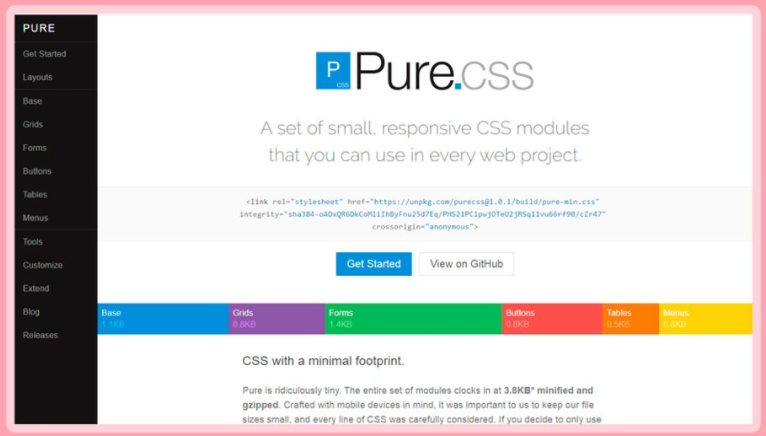 PURE
Get Started
Layouts
Base
Grids
Forms
Buttons
Tables
Menus
Tools
Customize
Extend
Blog
Releases
P
CSS
Pure.css
A set of small, responsive CSS modules
that you can use in every web project.
<link rel="stylesheet" href="https://unpkg.com/purecss@1.0.1/build/pure-min.css"
crossorigin="anonymous">
Get Started
View on GitHub
Base
1.1KB
Grids
0.8KB
Forms
1.4KB
Buttons
0.8KB
Tables
0.5KB
Menus
0.8KB
CSS with a minimal footprint.
Pure is ridiculously tiny. The entire set of modules clocks in at 3.8KB* minified and
gzipped. Crafted with mobile devices in mind, it was important to us to keep our file
sizes small, and every line of CSS was carefully considered. If you decide to only use